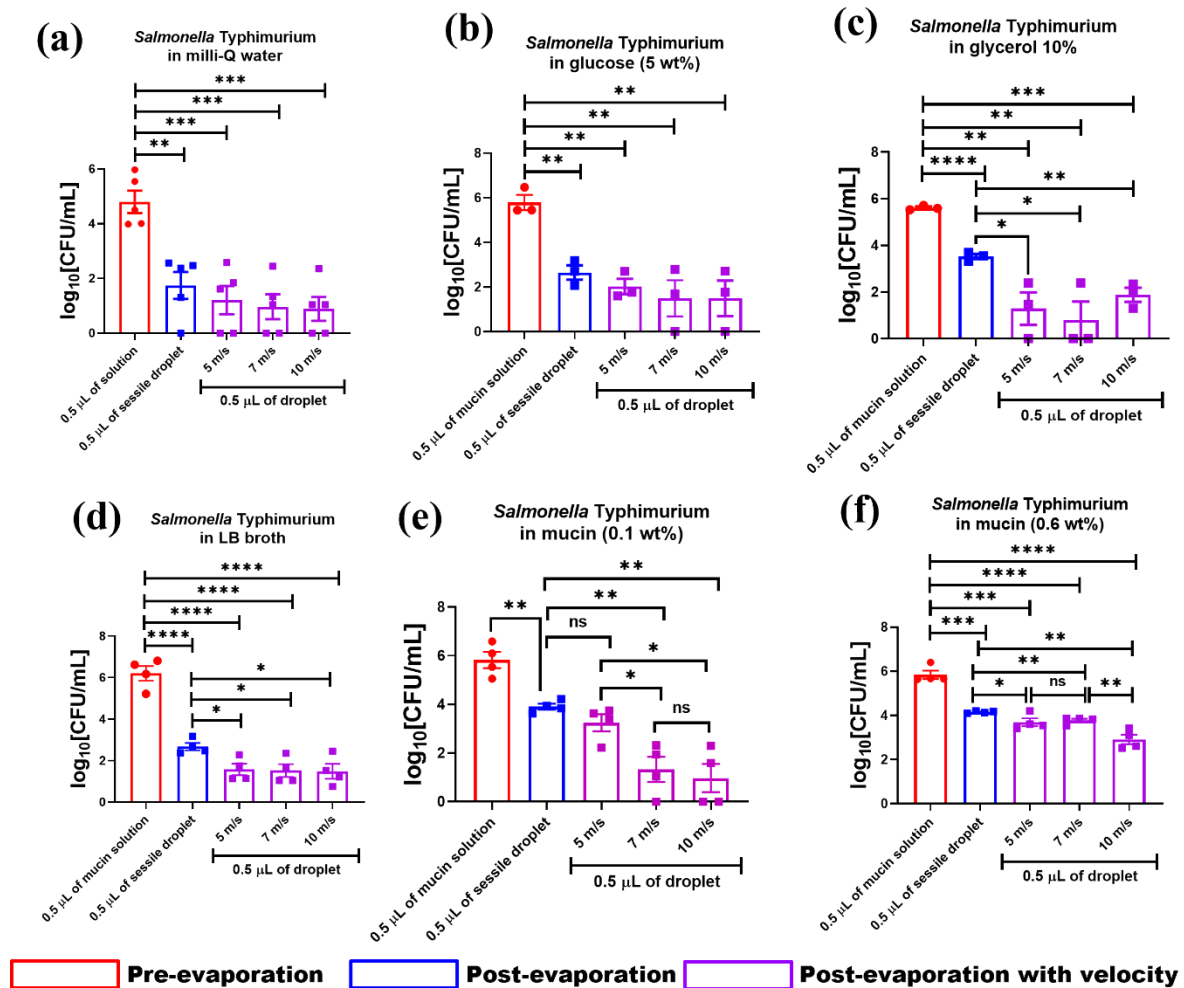 (a)
Salmonella Typhimurium
in milli-Q water
***
***
***
**
log10[CFU/mL]
6
4
2
0
0.5 μL of solution
0.5 μL of sessile droplet
5 m/s
7 m/s
10 m/s
0.5 μL of droplet
(b)
Salmonella Typhimurium
in glucose (5 wt%)
**
**
**
**
log10[CFU/mL]
8
6
4
2
0
0.5 μL of mucin solution
0.5 μL of sessile droplet
5 m/s
7 m/s
10 m/s
0.5 μL of droplet
(c)
Salmonella Typhimurium
in glycerol 10%
***
**
**
****
**
*
*
log10[CFU/mL]
8
6
4
2
0
0.5 μL of mucin solution
0.5 μL of sessile droplet
5 m/s
7 m/s
10 m/s
0.5 μL of droplet
(d)
Salmonella Typhimurium
in LB broth
****
****
****
****
*
*
*
log10[CFU/mL]
8
6
4
2
0
0.5 μL of mucin solution
0.5 μL of sessile droplet
5 m/s
7 m/s
10 m/s
0.5 μL of droplet
(e)
Salmonella Typhimurium
in mucin (0.1 wt%)
**
**
**
ns
*
*
ns
log10[CFU/mL]
8
6
4
2
0
0.5 μL of mucin solution
0.5 μL of sessile droplet
5 m/s
7 m/s
10 m/s
0.5 μL of droplet
(f)
Salmonella Typhimurium
in mucin (0.6 wt%)
****
****
***
***
**
**
*
ns
**
log10[CFU/mL]
8
6
4
2
0
0.5 μL of mucin solution
0.5 μL of sessile droplet
5 m/s
7 m/s
10 m/s
0.5 μL of droplet
Pre-evaporation
Post-evaporation
Post-evaporation with velocity